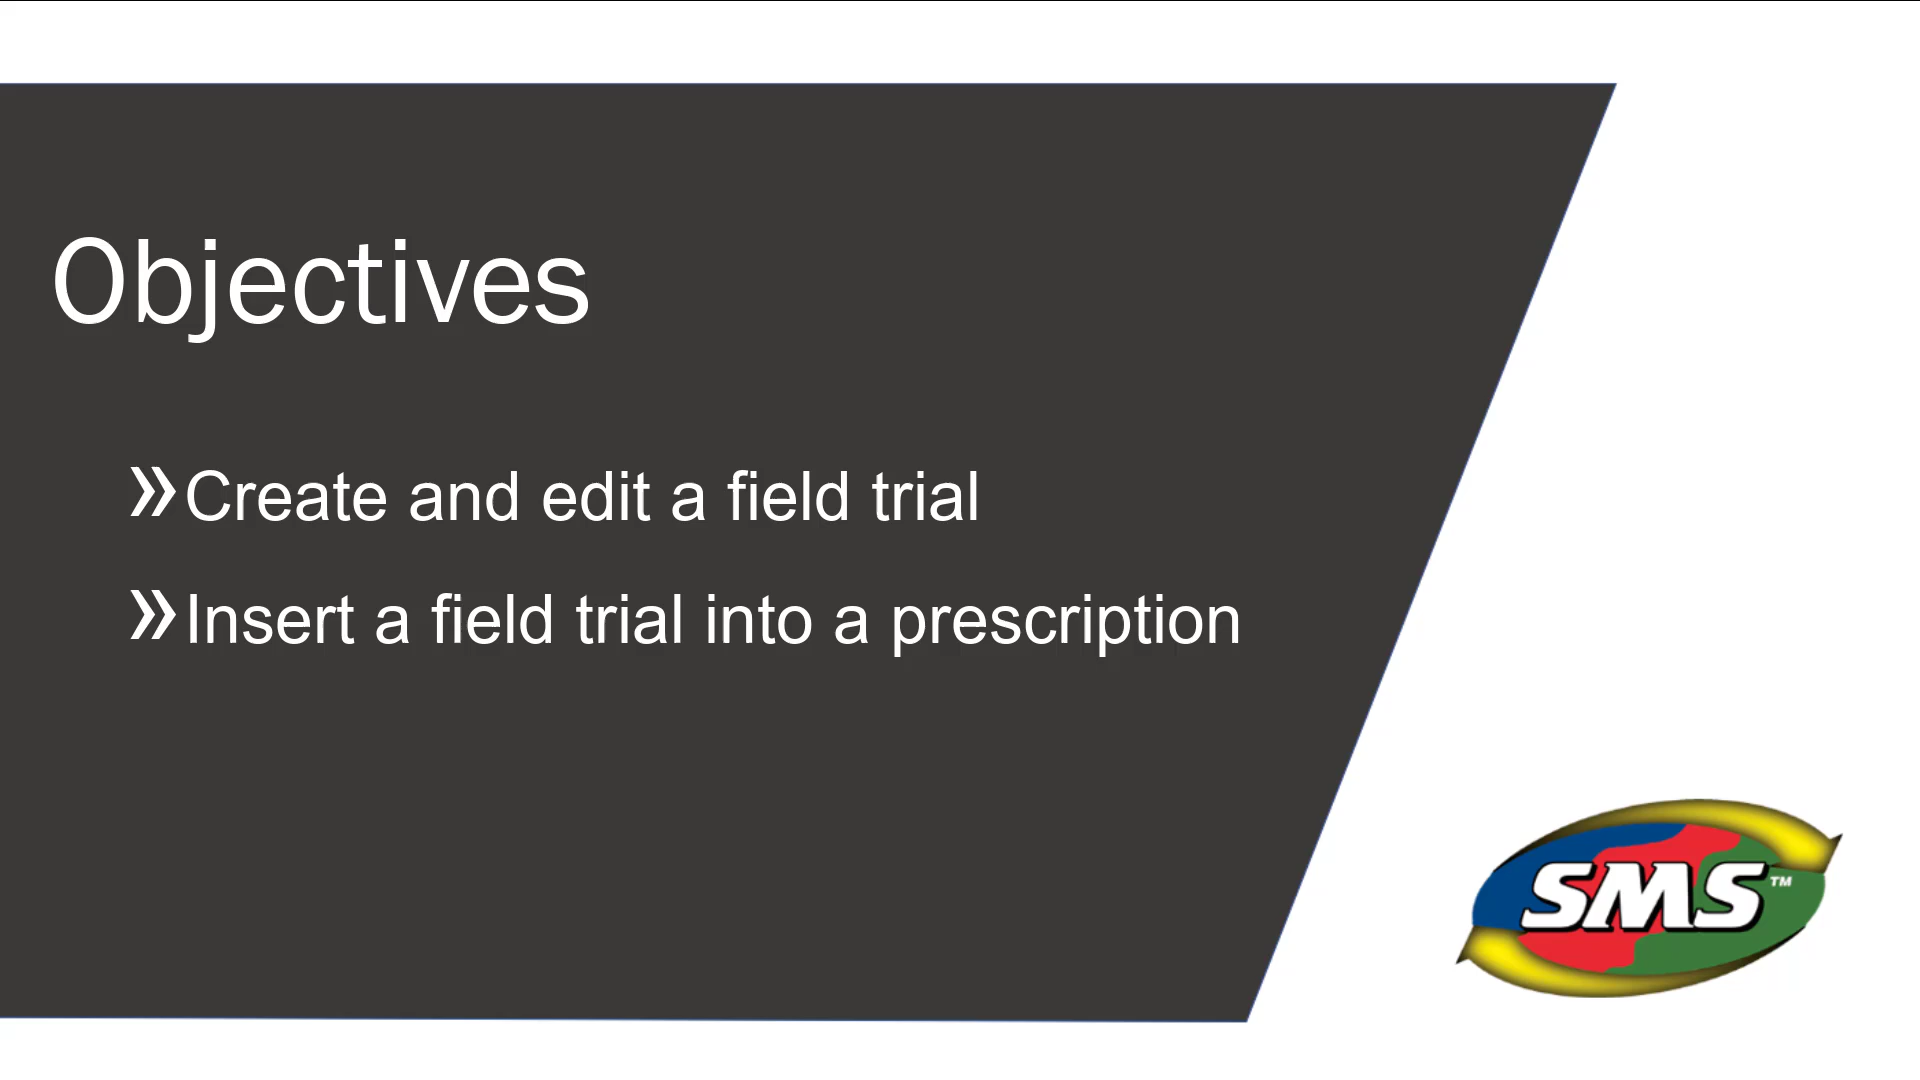 Objectives
»Create and edit a field trial
»Insert a field trial into a prescription
SMS™